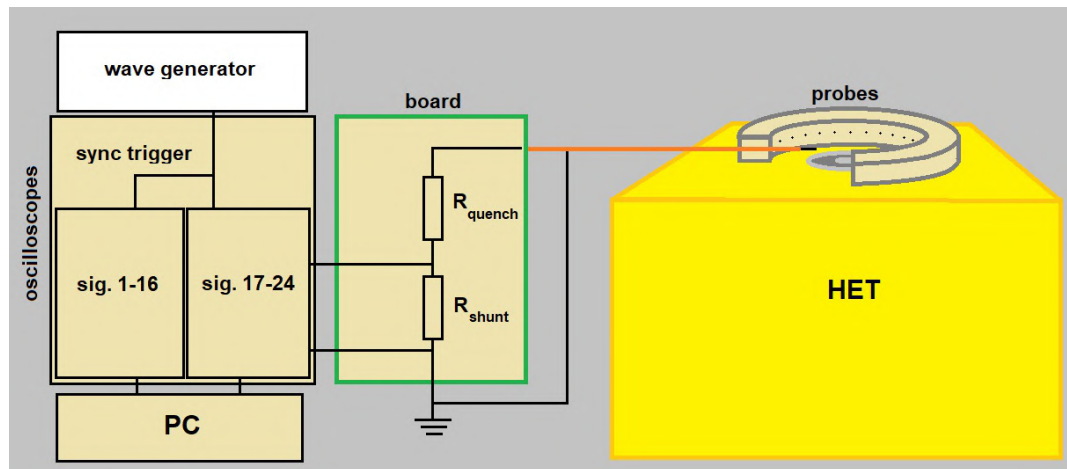 wave generator
board
probes
sync trigger
oscilloscopes
R quench
sig. 1-16
sig. 17-24
R shunt
HET
PC